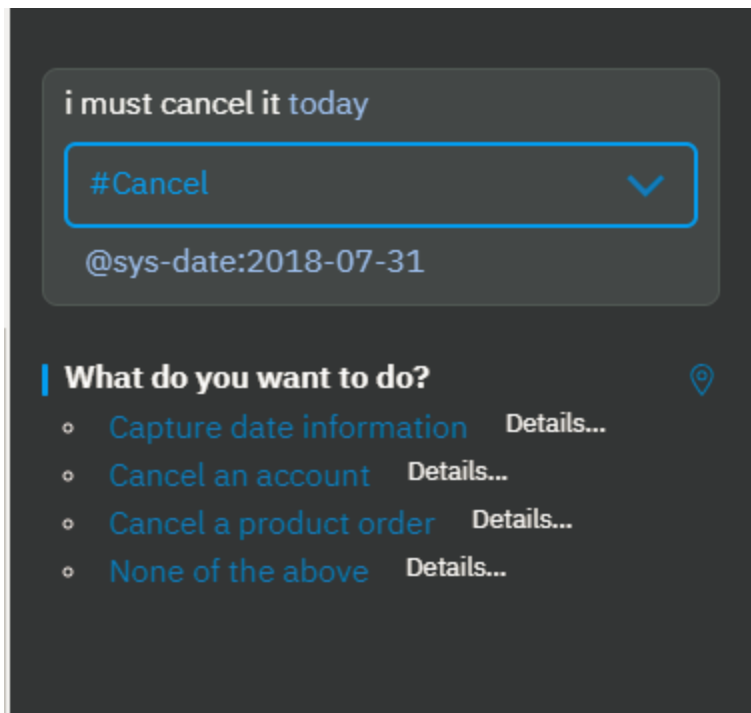 i must cancel it today
#Cancel
@sys-date:2018-07-31
What do you want to do?
Capture date information Details...
Cancel an account Details...
Cancel a product order Details...
None of the above Details...